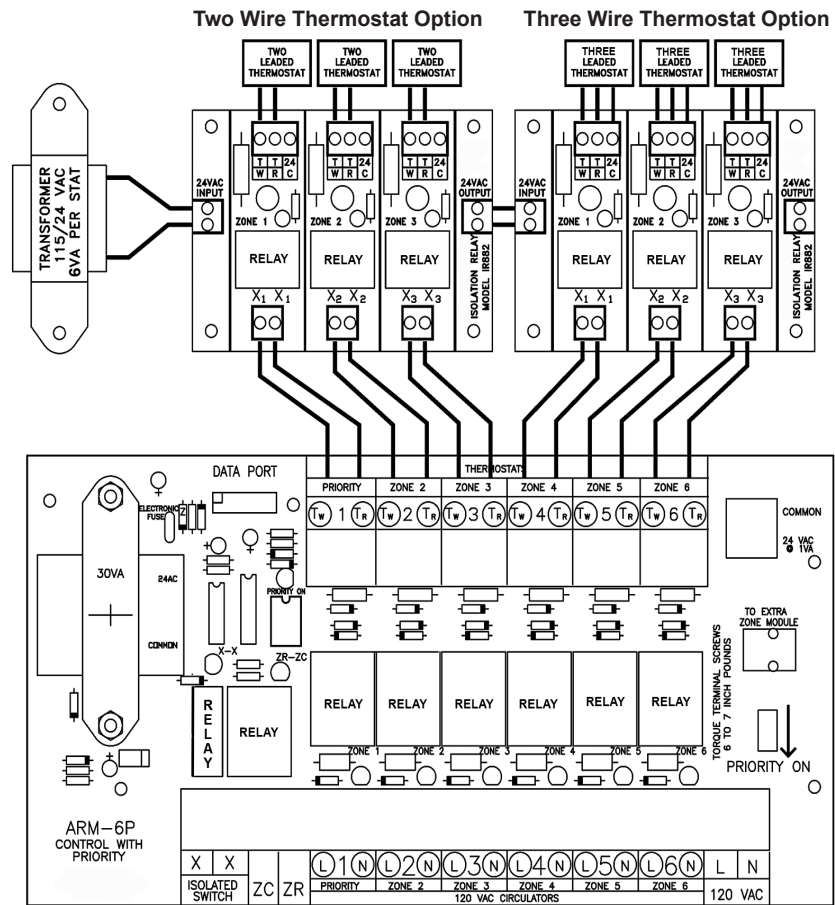 Two Wire Thermostat Option
Three Wire Thermostat Option
TWO
LEADED
THERMOSTAT
TWO
LEADED
THERMOSTAT
TWO
LEADED
THERMOSTAT
THREE
LEADED
THERMOSTAT
THREE
LEADED
THERMOSTAT
THREE
LEADED
THERMOSTAT
TRANSFORMER
115/24 VAC
6VA PER STAT
24VAC
INPUT
T T 24
W R C
T T 24
W R C
T T 24
W R C
24VAC
OUTPUT
ZONE 1
ZONE 2
ZONE 3
RELAY
RELAY
RELAY
X1 X1
X2 X2
X3 X3
ISOLATION RELAY
MODEL IR882
24VAC
INPUT
T T 24
W R C
T T 24
W R C
T T 24
W R C
24VAC
OUTPUT
ZONE 1
ZONE 2
ZONE 3
RELAY
RELAY
RELAY
X1 X1
X2 X2
X3 X3
ISOLATION RELAY
MODEL IR882
DATA PORT
THERMOSTATS
PRIORITY ZONE 2 ZONE 3 ZONE 4 ZONE 5 ZONE 6
TW 1 TR TW 2 TR TW 3 TR TW 4 TR TW 5 TR TW 6 TR
COMMON
24 VAC
@ 1VA
ELECTRONIC
FUSE
Z
30VA
24AC
COMMON
PRIORITY ON
X-X
ZR-ZC
TO EXTRA
ZONE MODULE
TORQUE TERMINAL SCREWS
6 TO 7 INCH POUNDS
PRIORITY ON
RELAY
RELAY
RELAY
RELAY
RELAY
RELAY
RELAY
RELAY
ZONE 1
ZONE 2
ZONE 3
ZONE 4
ZONE 5
ZONE 6
ARM-6P
CONTROL WITH
PRIORITY
X X
ISOLATED
SWITCH
ZC ZR
L 1 N L 2 N L 3 N L 4 N L 5 N L 6 N
PRIORITY ZONE 2 ZONE 3 ZONE 4 ZONE 5 ZONE 6
120 VAC CIRCULATORS
L N
120 VAC